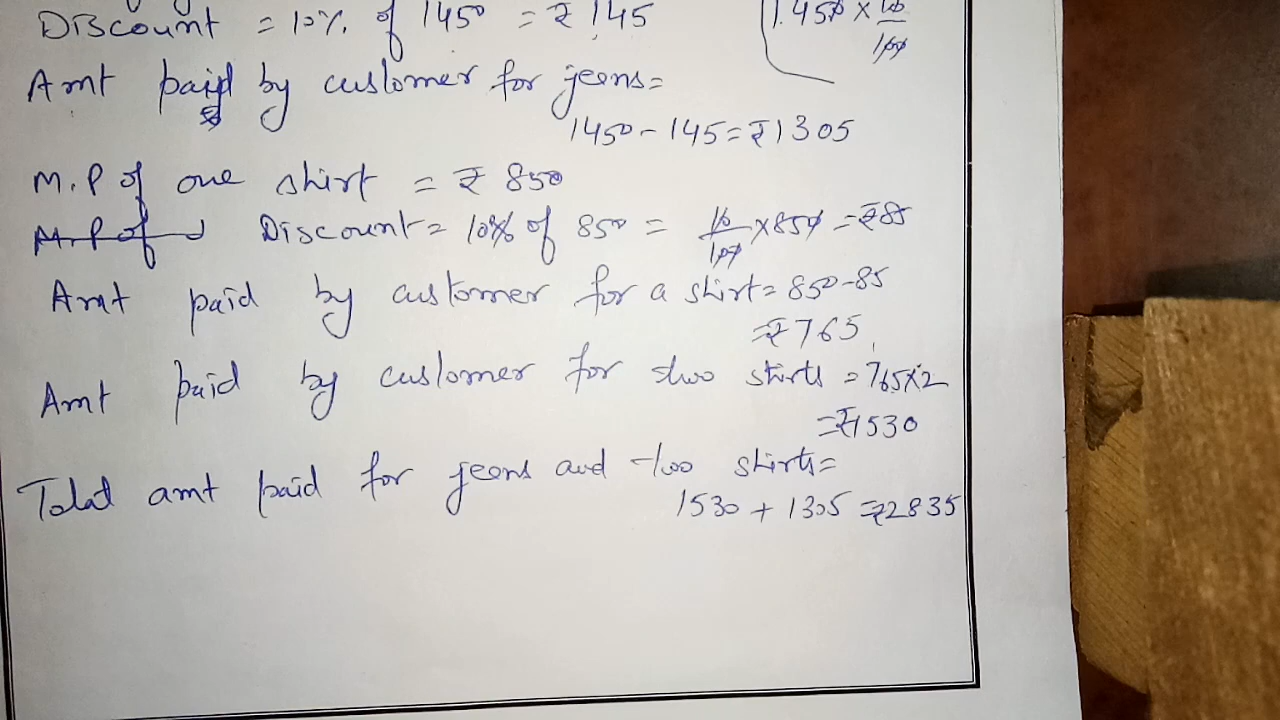 Discount = 10% of 1450 = ₹ 145
1450 × 10/100
Amt paid by customer for jeans =
1450 - 145 = ₹1305
M.P of one shirt = ₹ 850
M.P of Discount = 10% of 850 = 10/100 × 850 = ₹85
Amt paid by customer for a shirt = 850-85
= ₹765
Amt paid by customer for two shirts = 765×2
= ₹1530
Total amt paid for jeens and two shirts =
1530 + 1305 = ₹2835